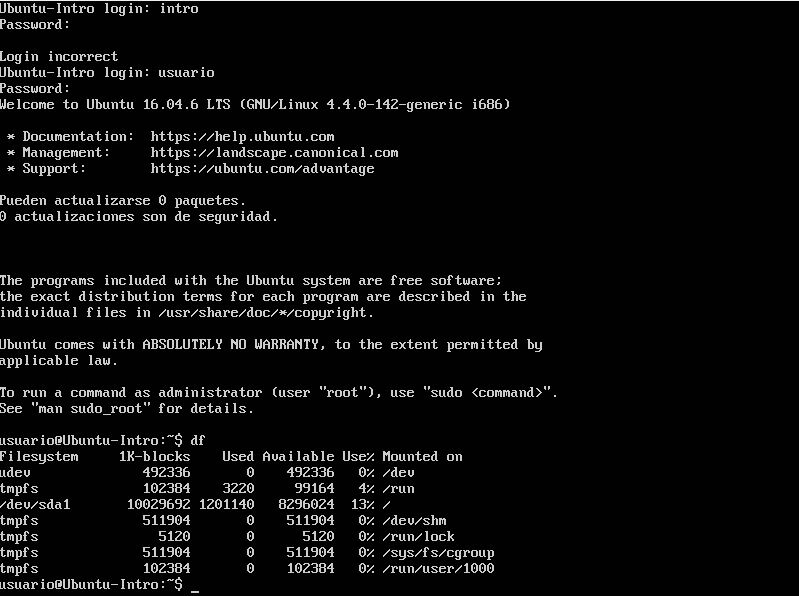 Ubuntu-Intro login: intro
Password:
Login incorrect
Ubuntu-Intro login: usuario
Password:
Welcome to Ubuntu 16.04.6 LTS (GNU/Linux 4.4.0-142-generic i686)
 * Documentation:  https://help.ubuntu.com
 * Management:     https://landscape.canonical.com
 * Support:        https://ubuntu.com/advantage
Pueden actualizarse 0 paquetes.
0 actualizaciones son de seguridad.
The programs included with the Ubuntu system are free software;
the exact distribution terms for each program are described in the
individual files in /usr/share/doc/*/copyright.
Ubuntu comes with ABSOLUTELY NO WARRANTY, to the extent permitted by
applicable law.
To run a command as administrator (user "root"), use "sudo <command>".
See "man sudo_root" for details.
usuario@Ubuntu-Intro:~$ df
Filesystem     1K-blocks    Used Available Use% Mounted on
udev              492336       0    492336   0% /dev
tmpfs             102384    3220     99164   4% /run
/dev/sda1       10029692 1201140   8296024  13% /
tmpfs             511904       0    511904   0% /dev/shm
tmpfs               5120       0      5120   0% /run/lock
tmpfs             511904       0    511904   0% /sys/fs/cgroup
tmpfs             102384       0    102384   0% /run/user/1000
usuario@Ubuntu-Intro:~$ _